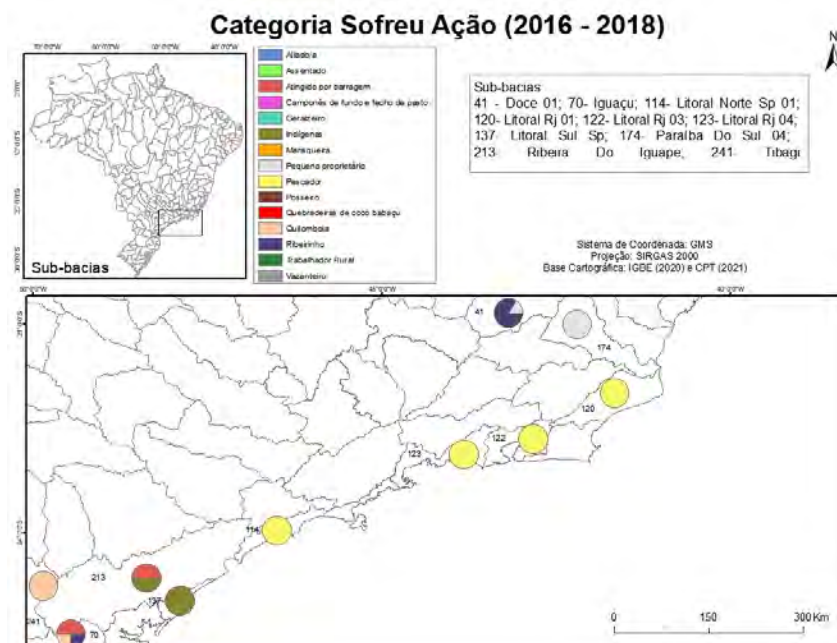 Categoria Sofreu Ação (2016 - 2018)
N
Assentado
Atingido por barragem
Camponês de fundo e fecho de pasto
Geraizeiro
Indígenas
Marisqueira
Pequeno proprietário
Pescador
Posseiro
Quebradeiras de coco babaçu
Quilombola
Ribeirinho
Trabalhador Rural
Vazanteiro
Sub-bacias
Sub-bacias
41 - Doce 01; 70- Iguaçu; 114- Litoral Norte Sp 01;
120- Litoral Rj 01; 122- Litoral Rj 03; 123- Litoral Rj 04;
137- Litoral Sul Sp; 174- Paraíba Do Sul 04;
213- Ribeira Do Iguape; 241- Tibagi
Sistema de Coordenada: GMS
Projeção: SIRGAS 2000
Base Cartográfica: IGBE (2020) e CPT (2021)
41
174
120
122
123
114
213
137
241
70
0 150 300 Km